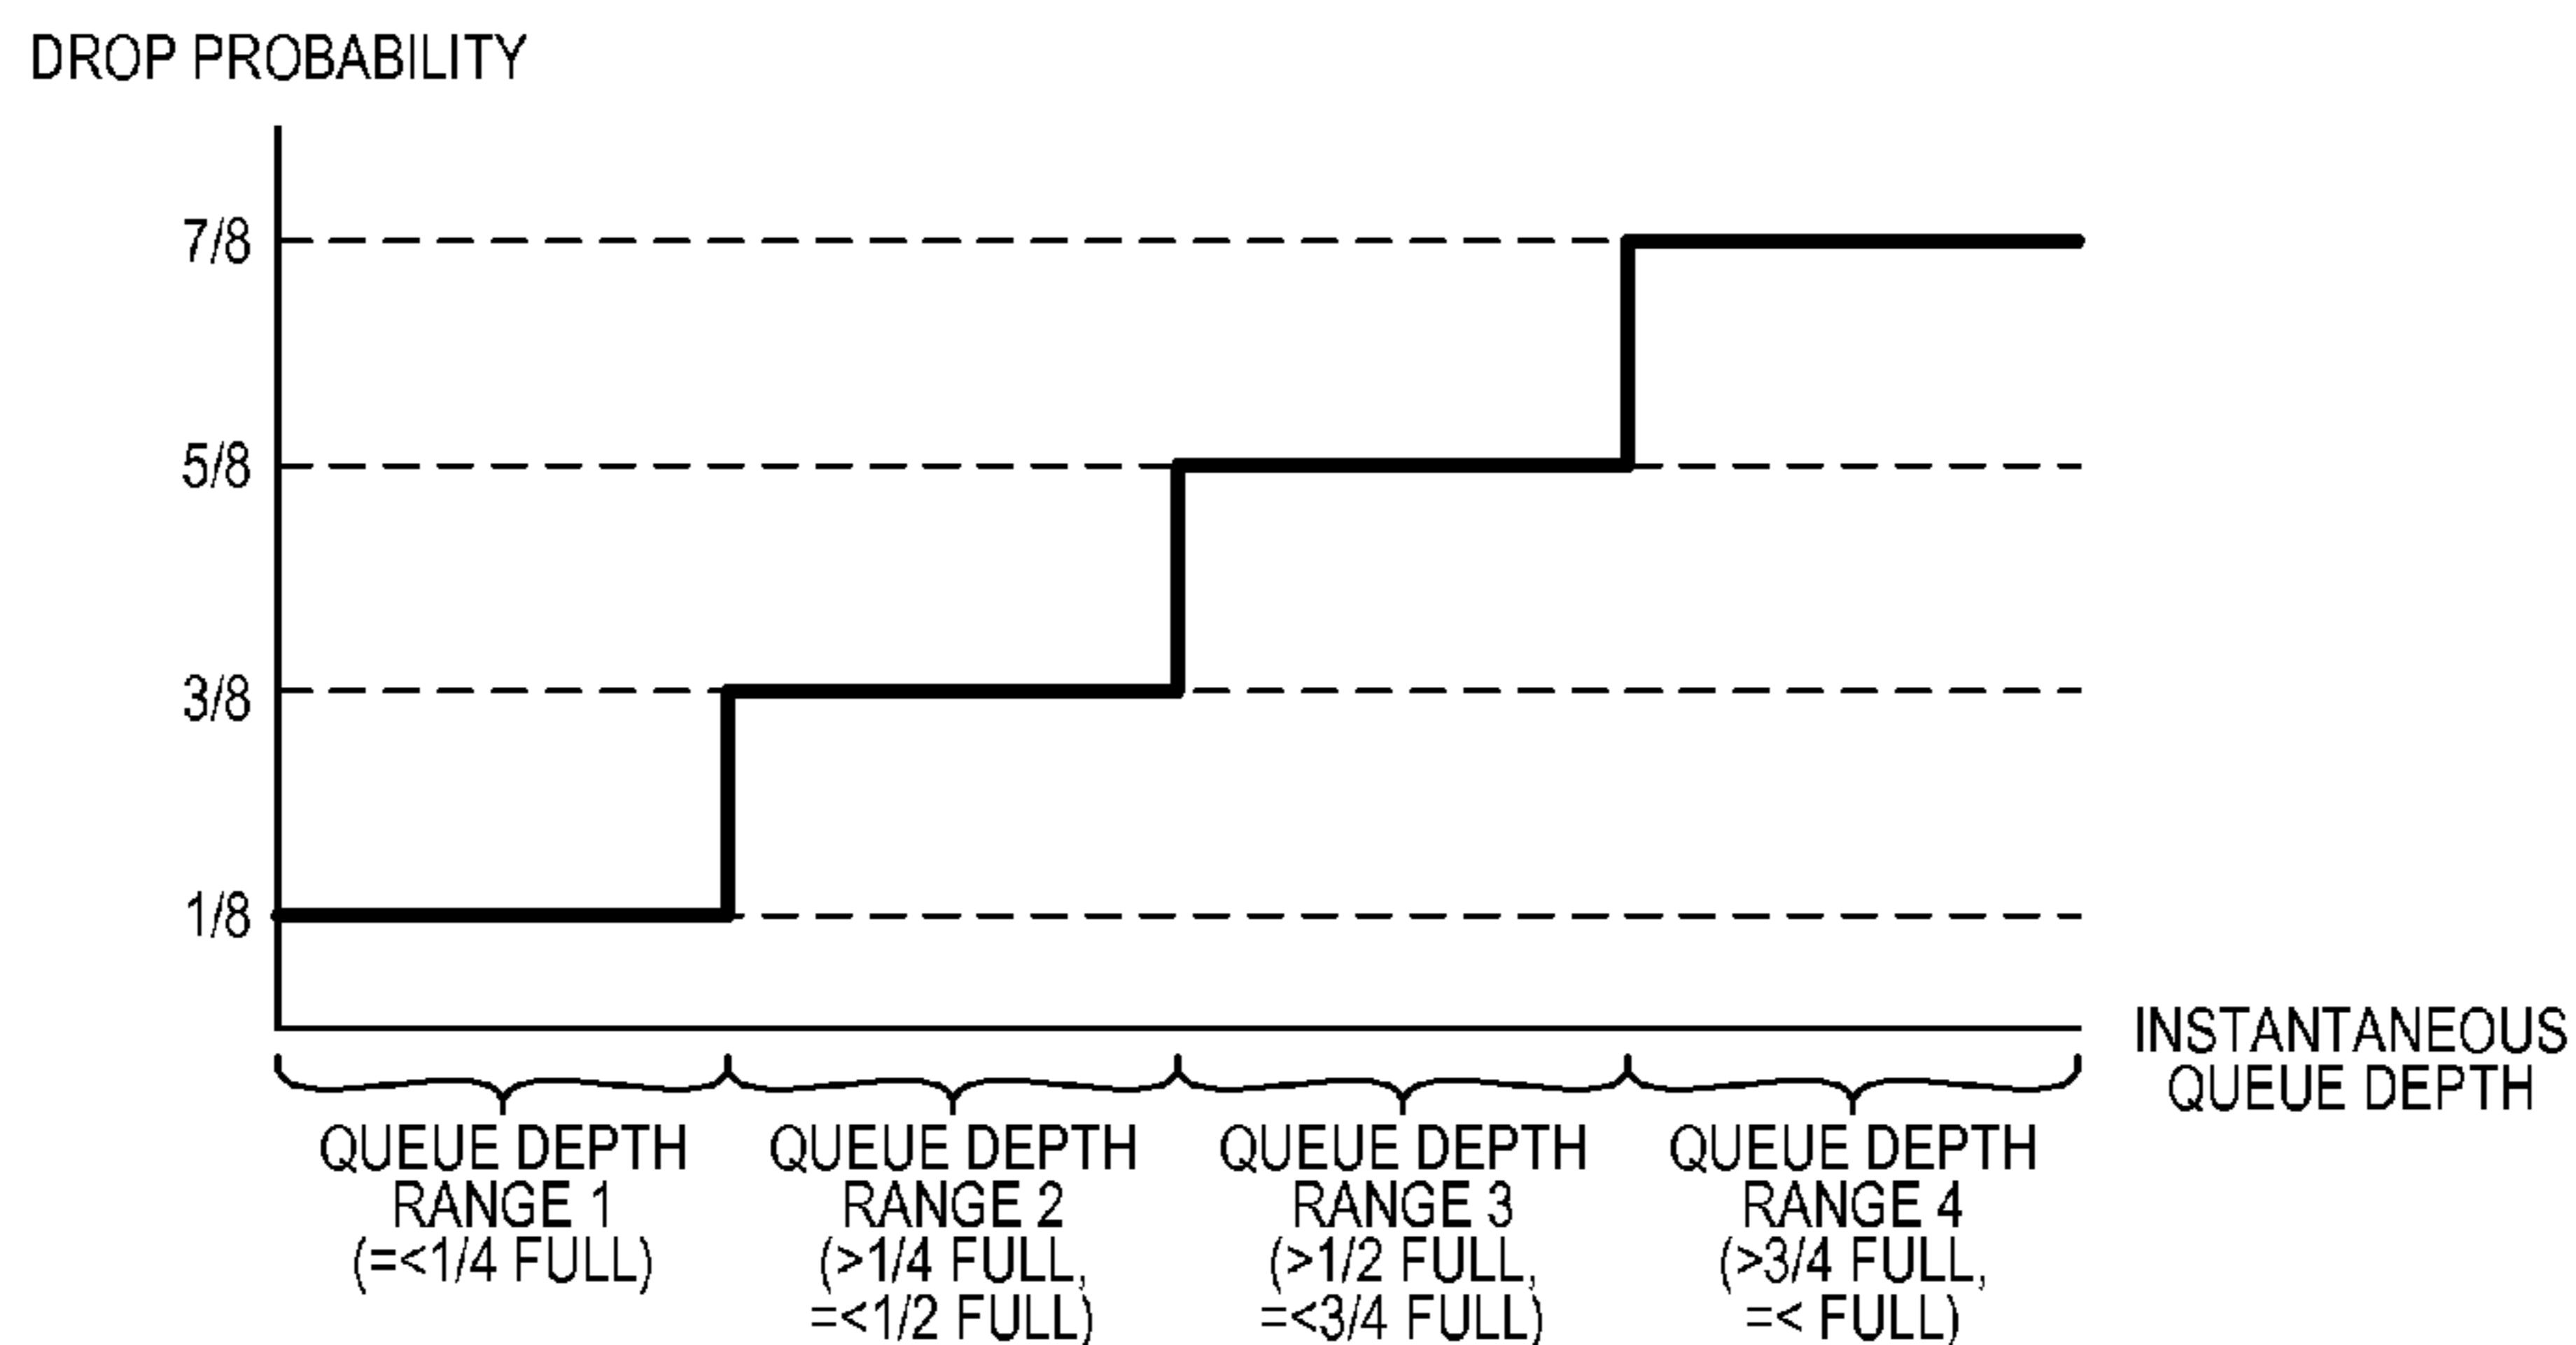 DROP PROBABILITY
7/8
5/8
3/8
1/8
INSTANTANEOUS
QUEUE DEPTH
QUEUE DEPTH
RANGE 1
(=<1/4 FULL)
QUEUE DEPTH
RANGE 2
(>1/4 FULL,
=<1/2 FULL)
QUEUE DEPTH
RANGE 3
(>1/2 FULL,
=<3/4 FULL)
QUEUE DEPTH
RANGE 4
(>3/4 FULL,
=< FULL)